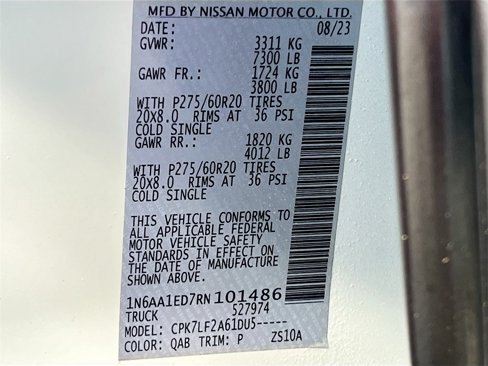 MFD BY NISSAN MOTOR CO., LTD.
DATE: 08/23
GVWR: 3311 KG
7300 LB
GAWR FR.: 1724 KG
3800 LB
WITH P275/60R20 TIRES
20X8.0 RIMS AT 36 PSI
COLD SINGLE
GAWR RR.: 1820 KG
4012 LB
WITH P275/60R20 TIRES
20X8.0 RIMS AT 36 PSI
COLD SINGLE
THIS VEHICLE CONFORMS TO
ALL APPLICABLE FEDERAL
MOTOR VEHICLE SAFETY
STANDARDS IN EFFECT ON
THE DATE OF MANUFACTURE
SHOWN ABOVE.
1N6AA1ED7RN101486
TRUCK 527974
MODEL: CPK7LF2A61DU5-----
COLOR: QAB TRIM: P ZS10A